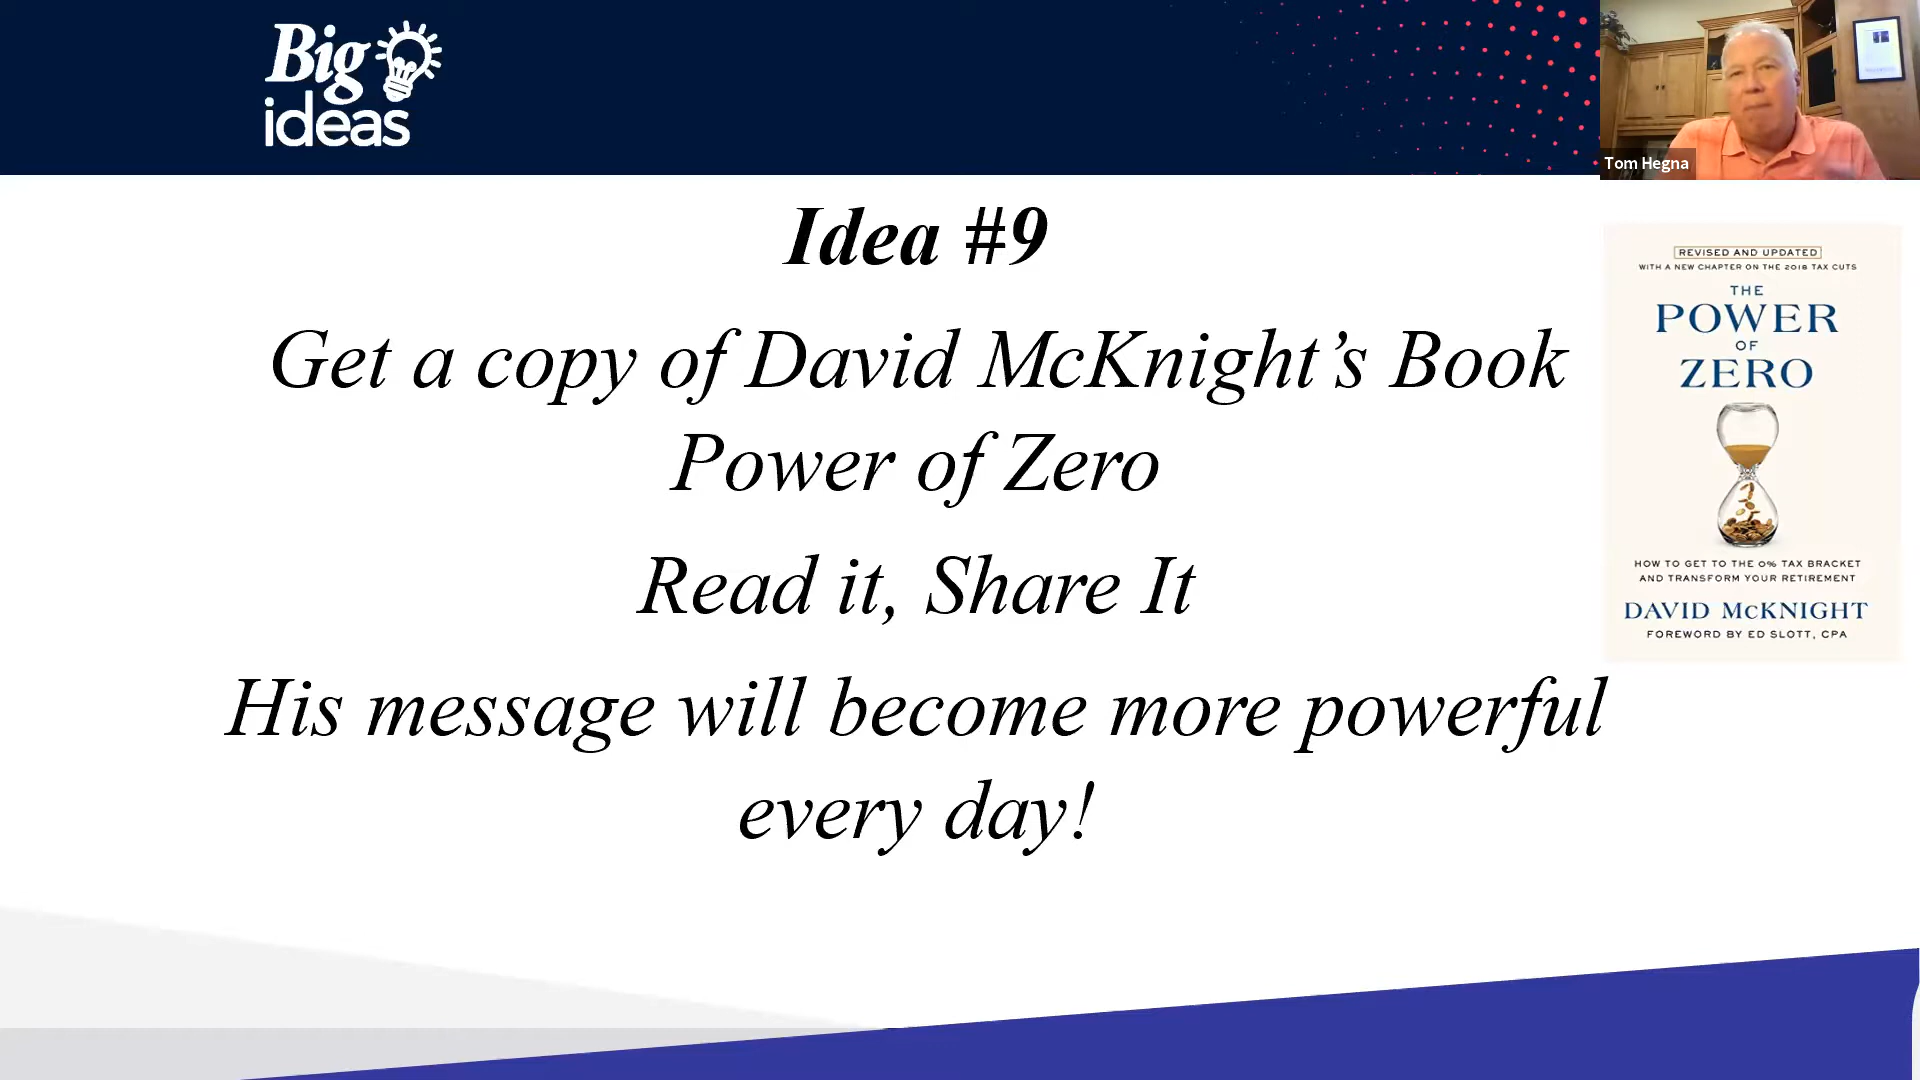 Big
ideas
Tom Hegna
Idea #9
Get a copy of David McKnight’s Book
Power of Zero
Read it, Share It
His message will become more powerful
every day!
REVISED AND UPDATED
WITH A NEW CHAPTER ON THE 2018 TAX CUTS
THE
POWER
OF
ZERO
HOW TO GET TO THE 0% TAX BRACKET
AND TRANSFORM YOUR RETIREMENT
DAVID McKNIGHT
FOREWORD BY ED SLOTT, CPA